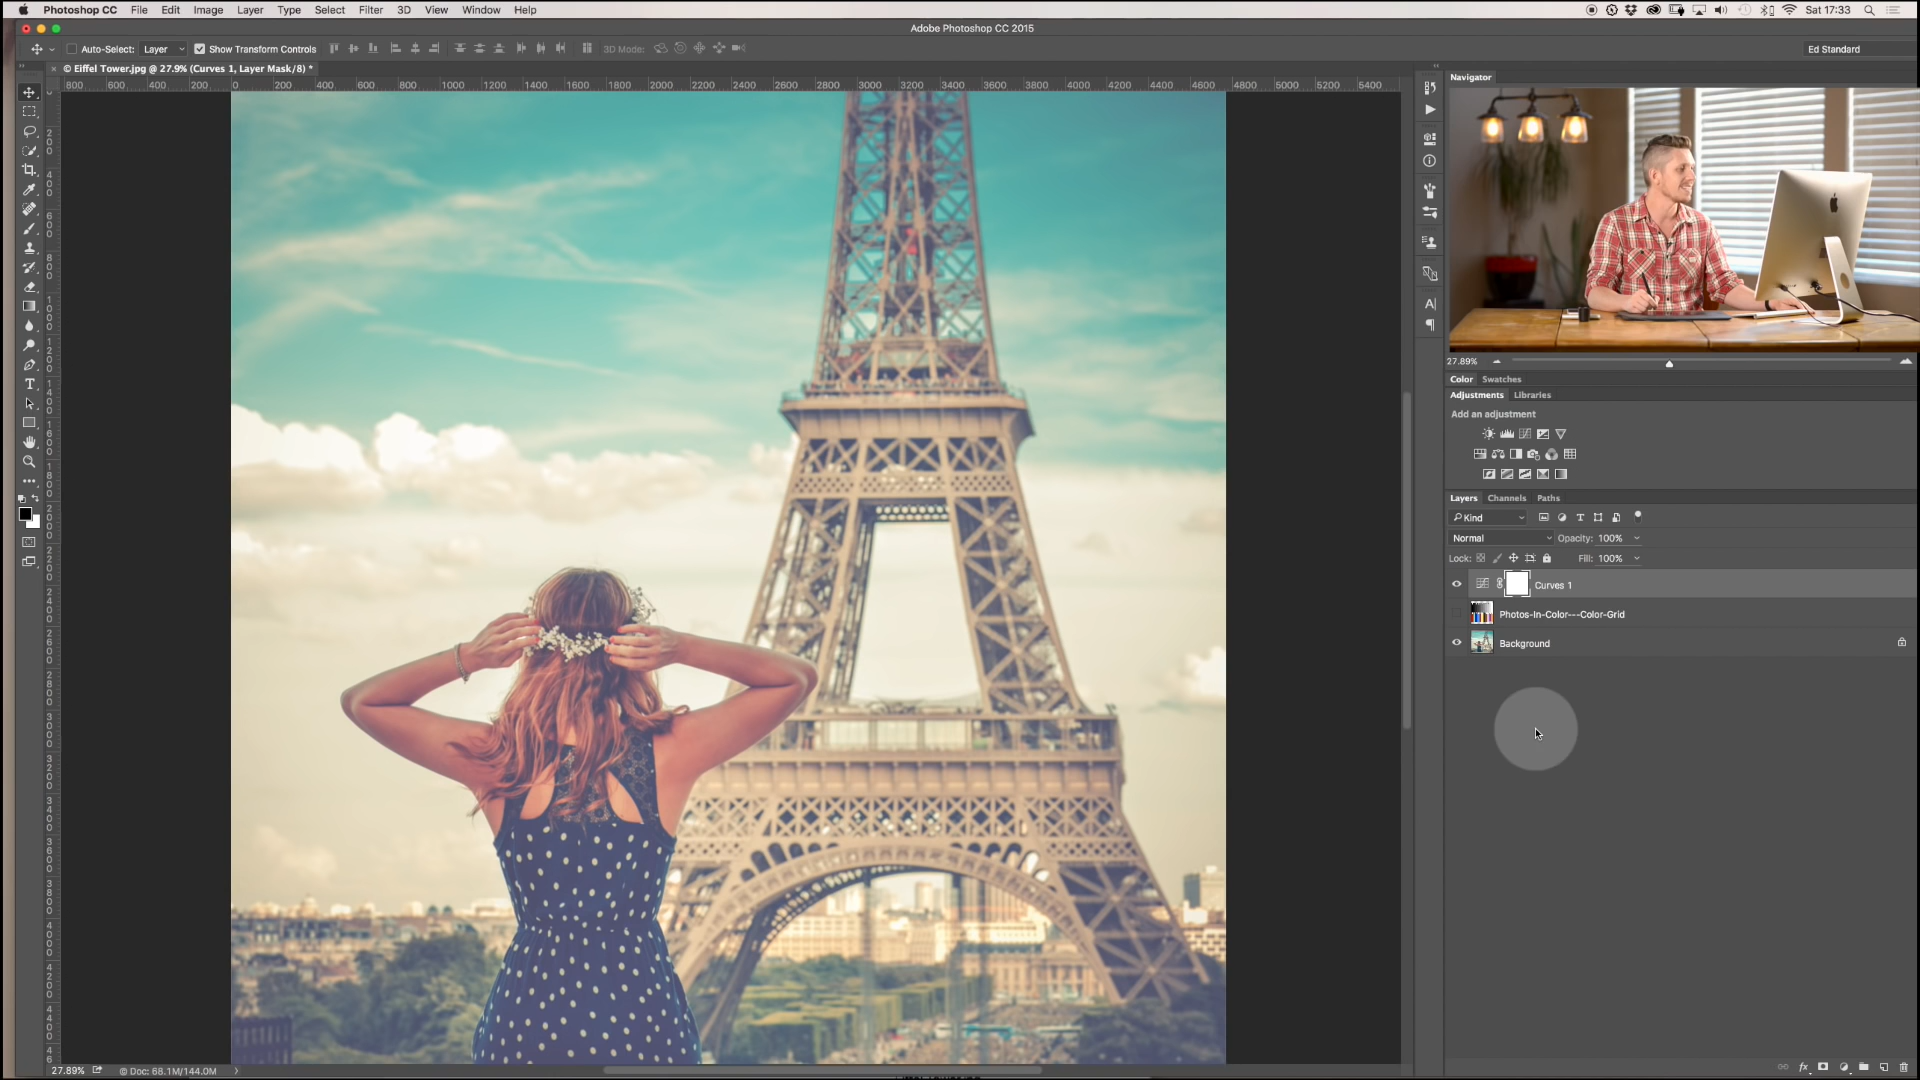 Photoshop CC File Edit Image Layer Type Select Filter 3D View Window Help Sat 17:33
Adobe Photoshop CC 2015
Auto-Select: Layer Show Transform Controls 3D Mode: Ed Standard
© Eiffel Tower.jpg @ 27.9% (Curves 1, Layer Mask/8) *
Navigator
800 600 400 200 0 200 400 600 800 1000 1200 1400 1600 1800 2000 2200 2400 2600 2800 3000 3200 3400 3600 3800 4000 4200 4400 4600 4800 5000 5200 5400
27.89%
Color Swatches
Adjustments Libraries
Add an adjustment
Layers Channels Paths
Kind
Normal Opacity: 100%
Lock: Fill: 100%
Curves 1
Photos-In-Color---Color-Grid
Background
27.89% Doc: 68.1M/144.0M